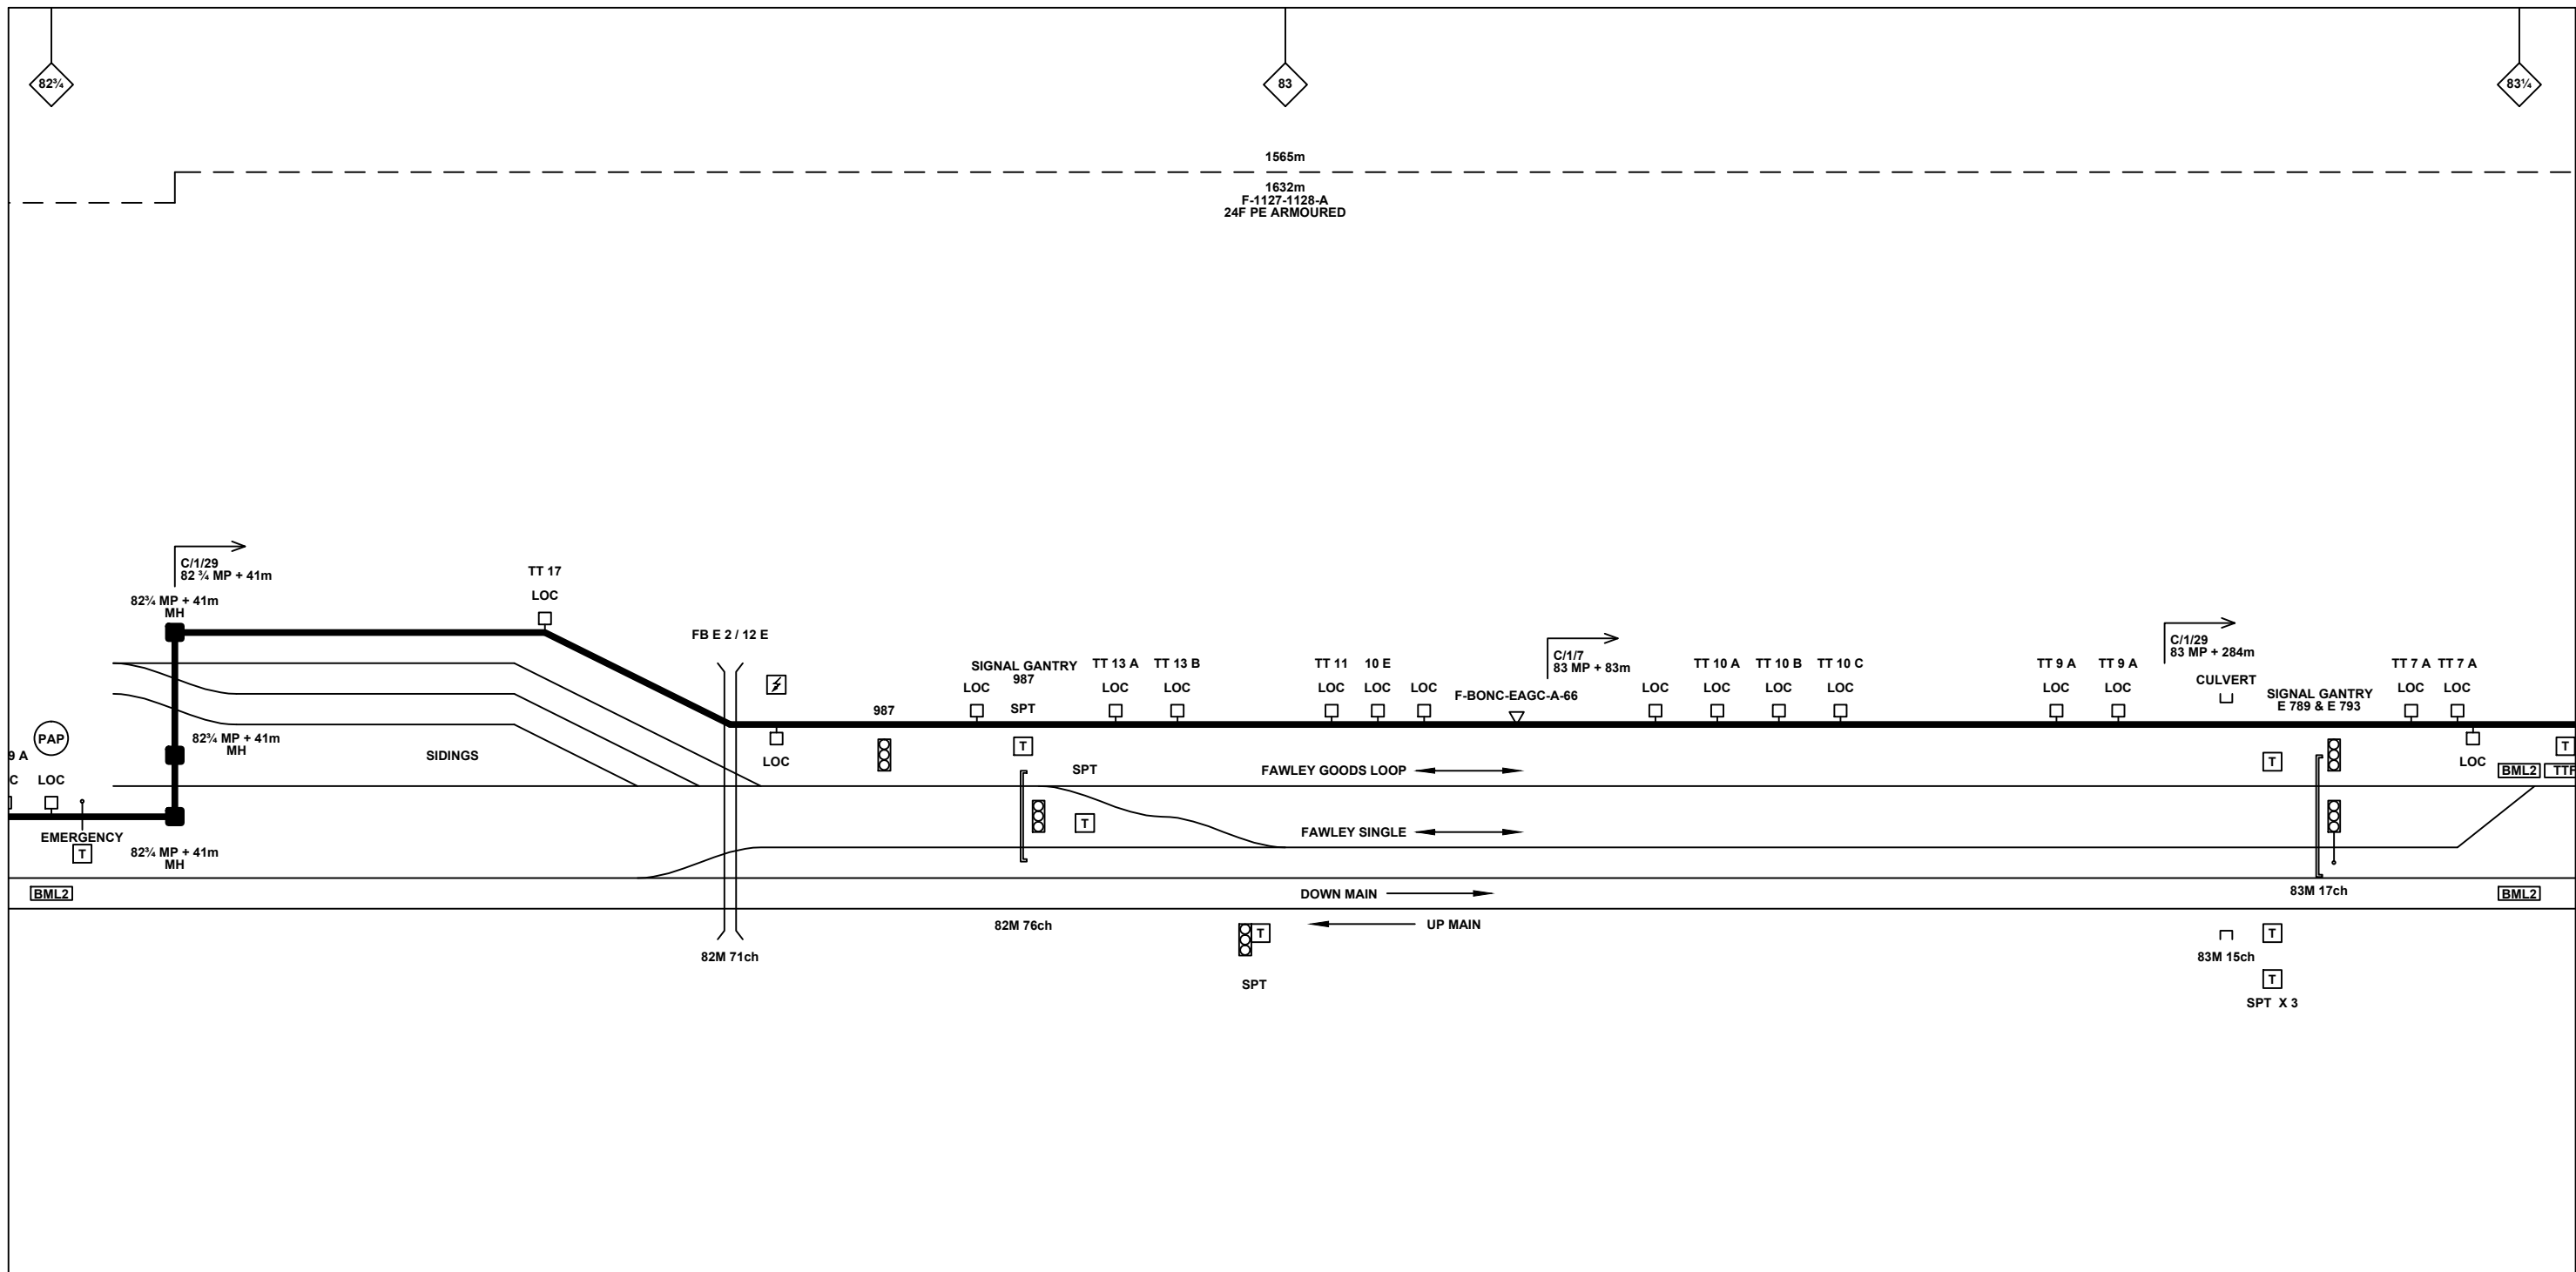 82¾
83
83¼
1565m
1632m
F-1127-1128-A
24F PE ARMOURED
C/1/29
82 ¾ MP + 41m
82¾ MP + 41m
MH
TT 17
LOC
FB E 2 / 12 E
987
LOC
SIGNAL GANTRY
987
SPT
T
LOC
TT 13 A
LOC
TT 13 B
LOC
TT 11
LOC
10 E
LOC
LOC
F-BONC-EAGC-A-66
C/1/7
83 MP + 83m
LOC
TT 10 A
LOC
TT 10 B
LOC
TT 10 C
LOC
TT 9 A
LOC
TT 9 A
LOC
C/1/29
83 MP + 284m
CULVERT
SIGNAL GANTRY
E 789 & E 793
TT 7 A
LOC
TT 7 A
LOC
PAP
9 A
C
LOC
82¾ MP + 41m
MH
SIDINGS
SPT
T
FAWLEY GOODS LOOP
T
LOC
T
BML2
TTF
EMERGENCY
T
82¾ MP + 41m
MH
FAWLEY SINGLE
BML2
DOWN MAIN
83M 17ch
BML2
82M 76ch
T
UP MAIN
T
82M 71ch
83M 15ch
SPT
T
SPT X 3